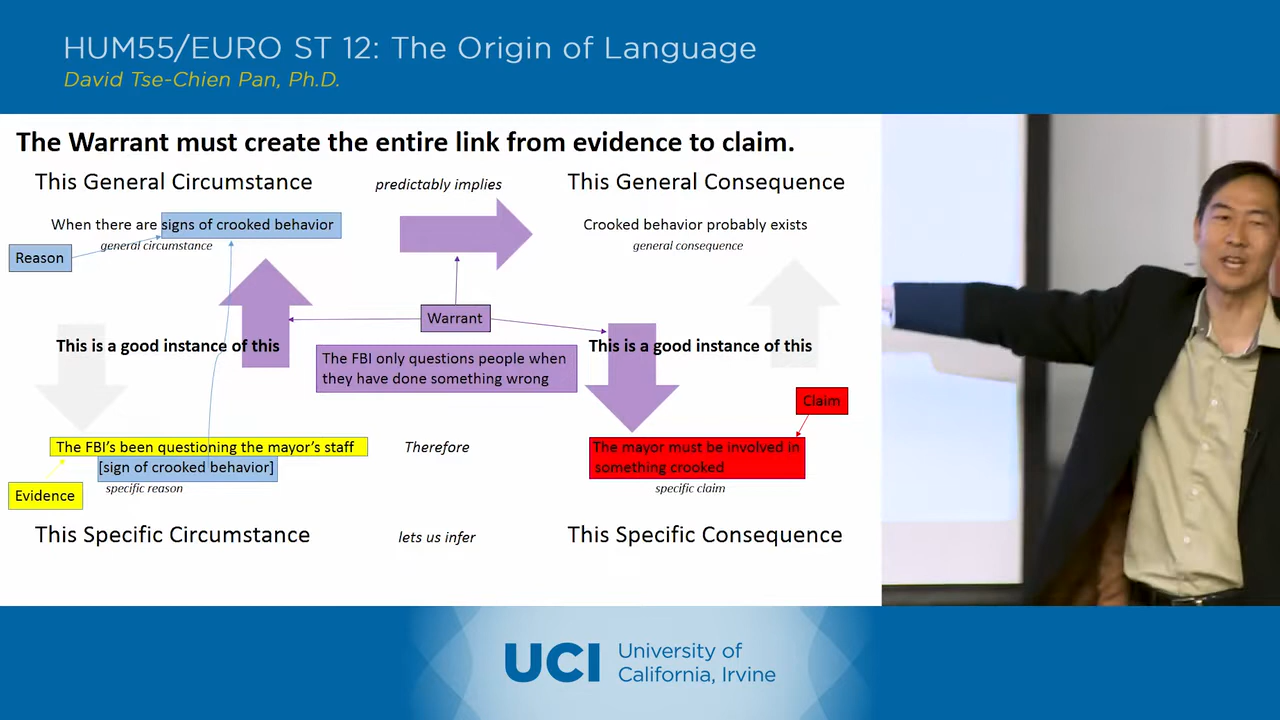 HUM55/EURO ST 12: The Origin of Language
David Tse-Chien Pan, Ph.D.
The Warrant must create the entire link from evidence to claim.
This General Circumstance
predictably implies
This General Consequence
When there are signs of crooked behavior
general circumstance
Crooked behavior probably exists
general consequence
Reason
Warrant
This is a good instance of this
This is a good instance of this
The FBI only questions people when
they have done something wrong
Claim
The FBI's been questioning the mayor's staff
[sign of crooked behavior]
specific reason
Therefore
The mayor must be involved in
something crooked
specific claim
Evidence
This Specific Circumstance
lets us infer
This Specific Consequence
UCI
University of
California, Irvine